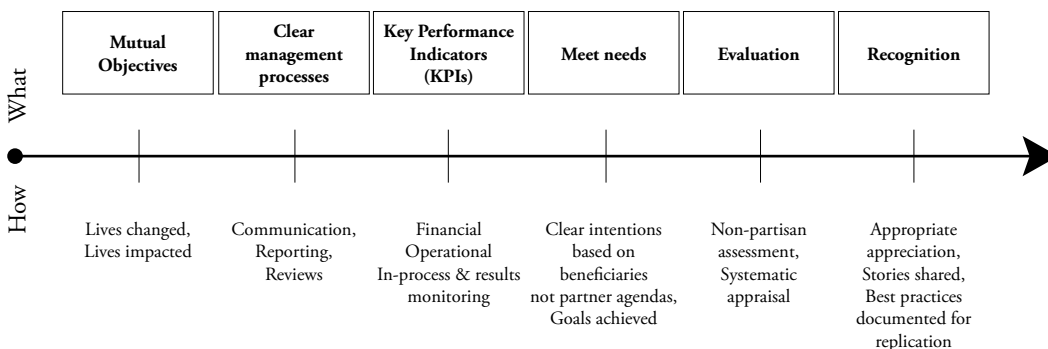 Mutual
Objectives
Clear
management
processes
Key Performance
Indicators
(KPIs)
Meet needs
Evaluation
Recognition
What
How
Lives changed,
Lives impacted
Communication,
Reporting,
Reviews
Financial
Operational
In-process & results
monitoring
Clear intentions
based on
beneficiaries
not partner agendas,
Goals achieved
Non-partisan
assessment,
Systematic
appraisal
Appropriate
appreciation,
Stories shared,
Best practices
documented for
replication